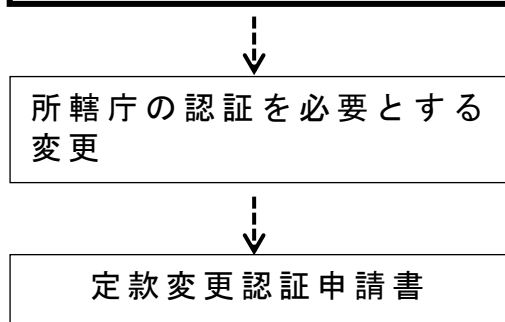 所轄庁の認証を必要とする
変更
定款変更認証申請書